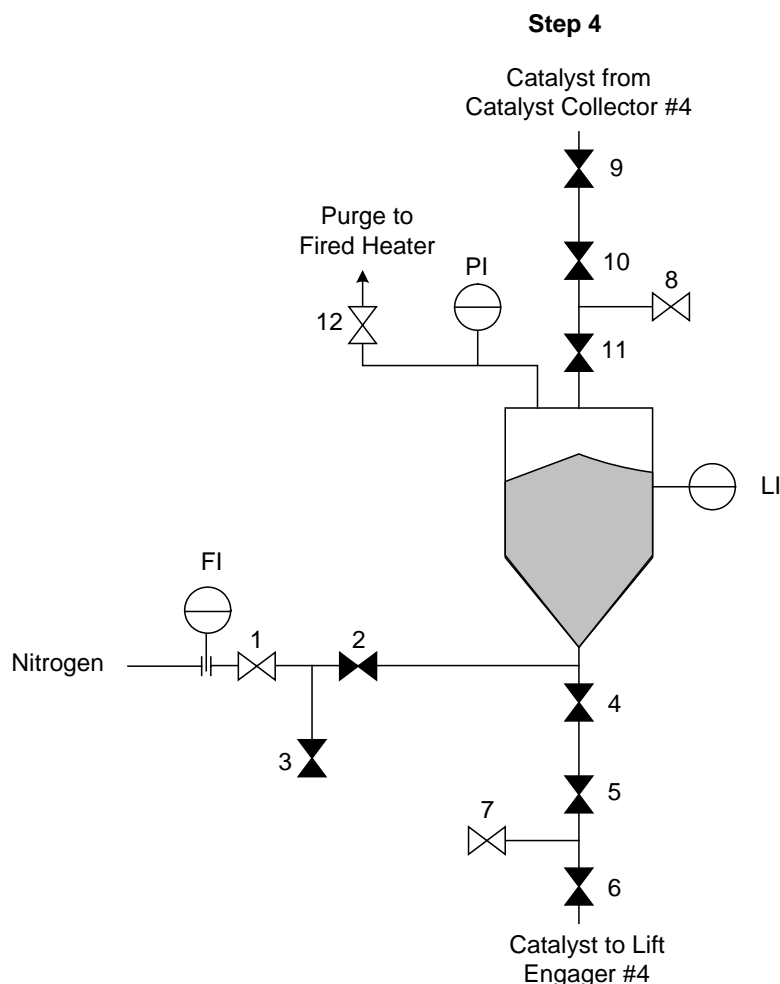 Step 4
Catalyst from
Catalyst Collector #4
9
Purge to
Fired Heater
PI
10
8
12
11
LI
FI
1
2
Nitrogen
4
3
5
7
6
Catalyst to Lift
Engager #4